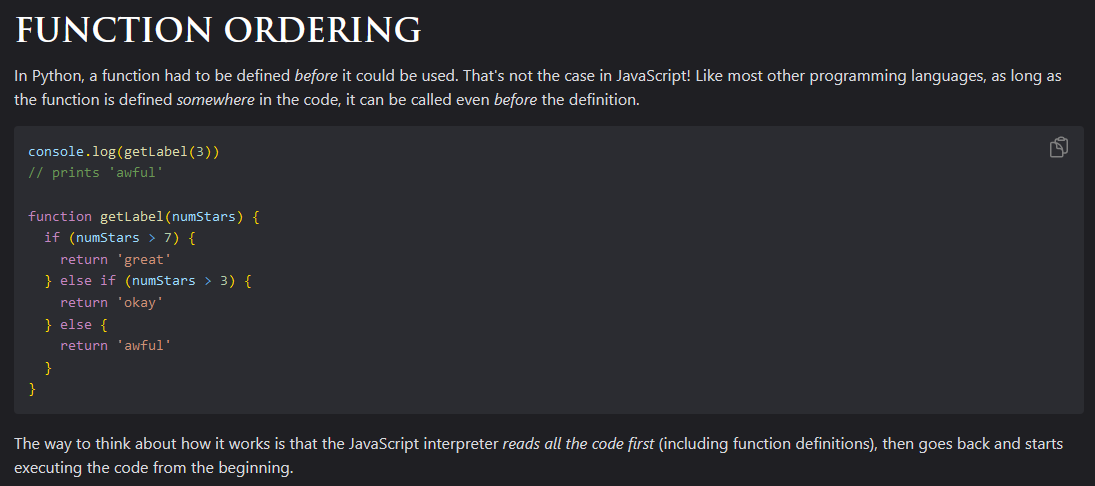 FUNCTION ORDERING
In Python, a function had to be defined before it could be used. That's not the case in JavaScript! Like most other programming languages, as long as
the function is defined somewhere in the code, it can be called even before the definition.
console.log(getLabel(3))
// prints 'awful'
function getLabel(numStars) {
  if (numStars > 7) {
    return 'great'
  } else if (numStars > 3) {
    return 'okay'
  } else {
    return 'awful'
  }
}
The way to think about how it works is that the JavaScript interpreter reads all the code first (including function definitions), then goes back and starts
executing the code from the beginning.